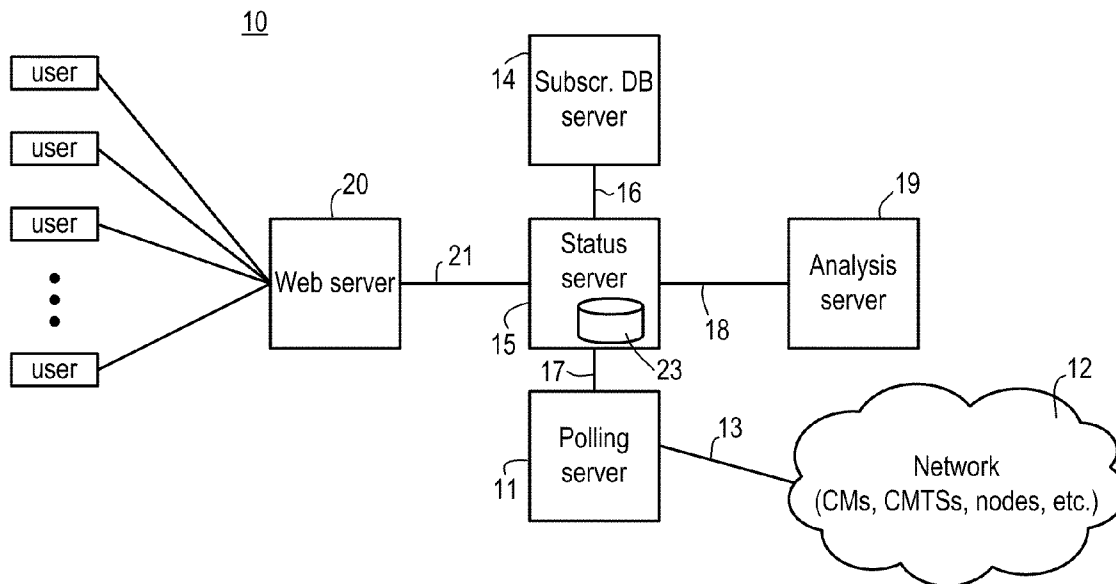 10
user
user
user
user
20
Web server
21
14
Subscr. DB
server
16
Status
server
15
23
17
18
19
Analysis
server
Polling
server
11
13
12
Network
(CMs, CMTSs, nodes, etc.)